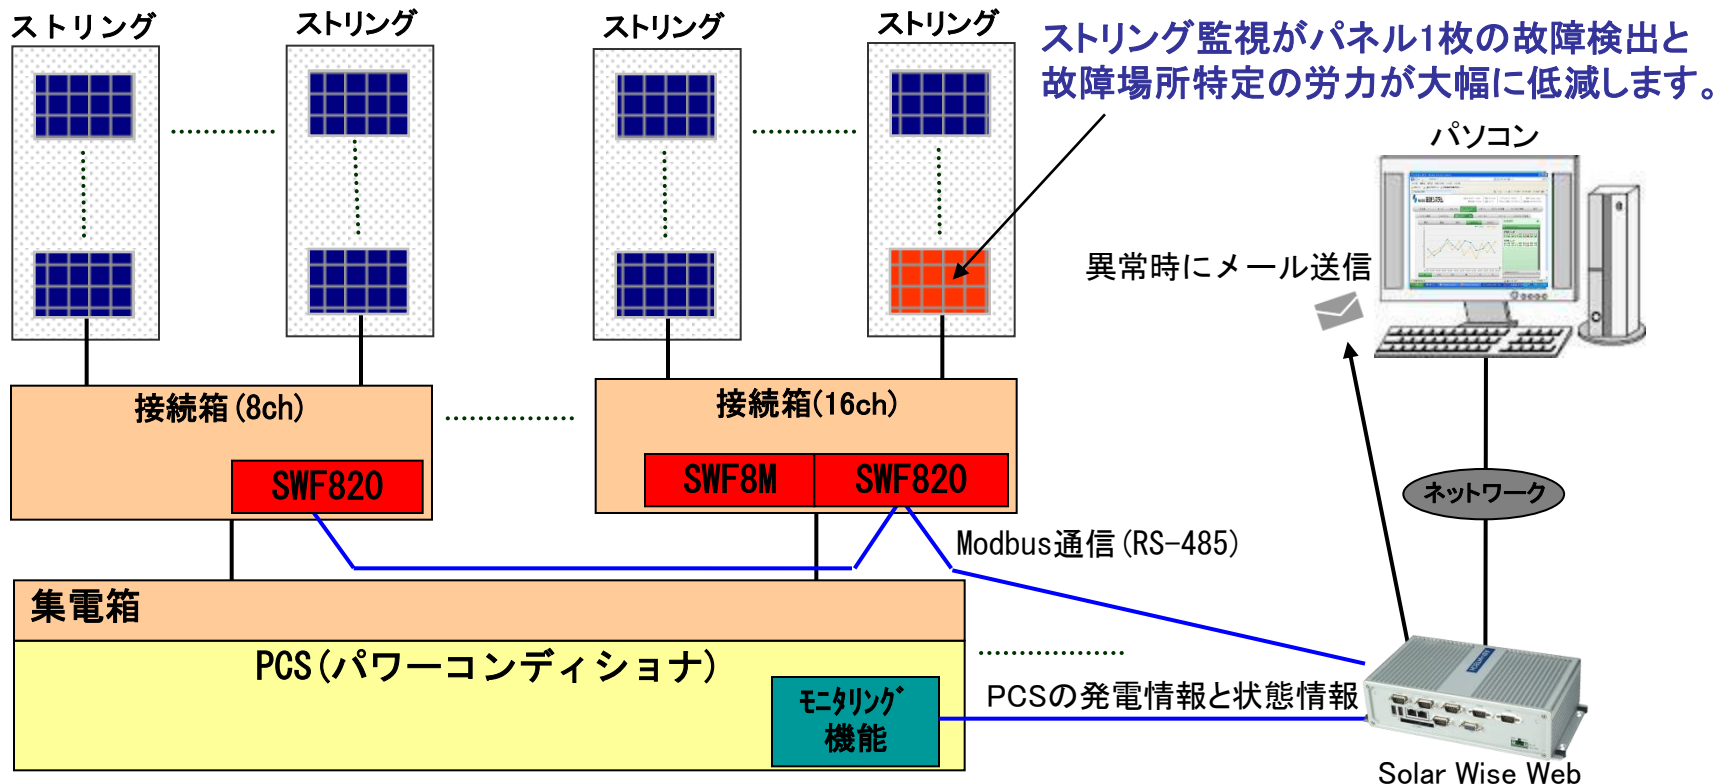 ストリング
ストリング
ストリング
ストリング
ストリング監視がパネル1枚の故障検出と
故障場所特定の労力が大幅に低減します。
パソコン
異常時にメール送信
接続箱(8ch)
接続箱(16ch)
SWF820
SWF8M
SWF820
ネットワーク
Modbus通信(RS-485)
集電箱
PCS(パワーコンディショナ)
ﾓﾆﾀﾘﾝｸﾞ
機能
PCSの発電情報と状態情報
Solar Wise Web